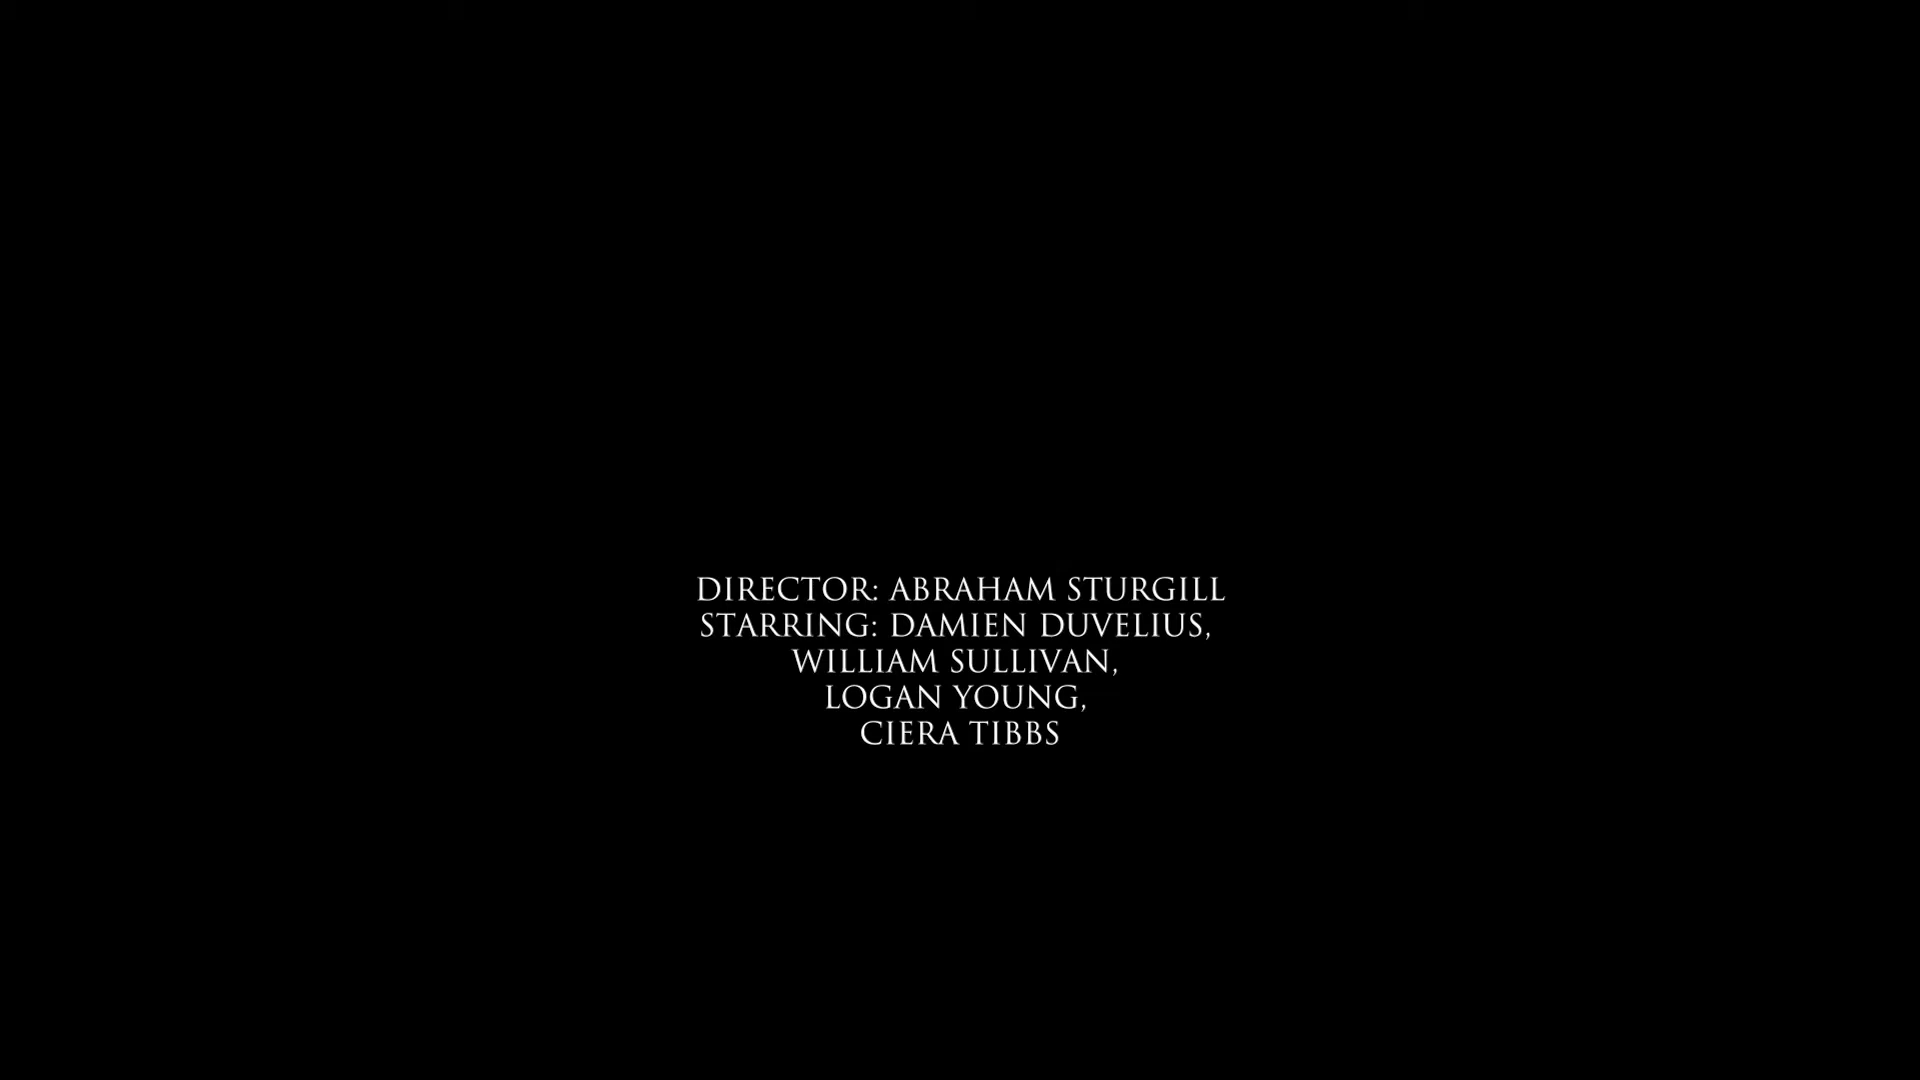 DIRECTOR: ABRAHAM STURGILL
STARRING: DAMIEN DUVELIUS,
WILLIAM SULLIVAN,
LOGAN YOUNG,
CIERA TIBBS